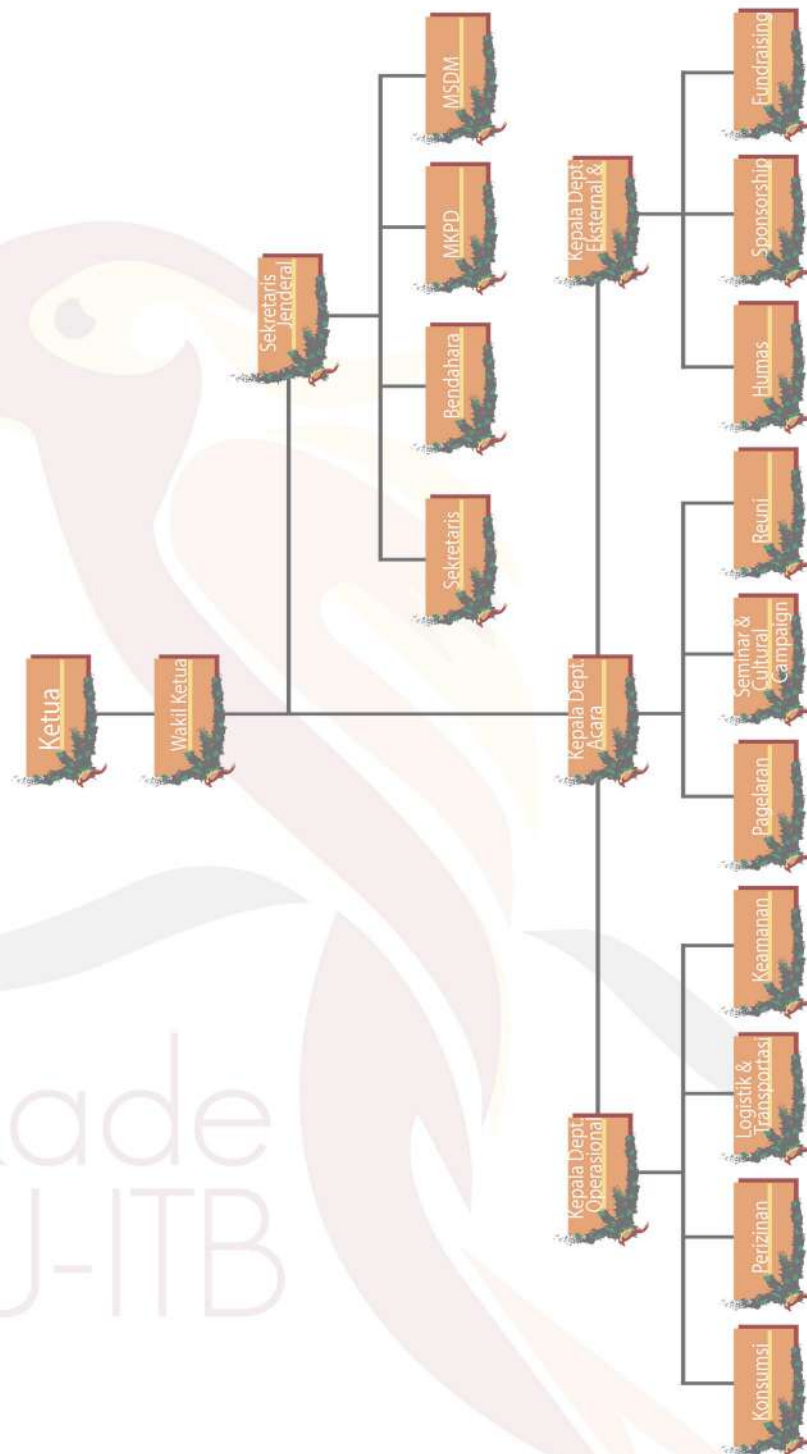 Ketua
Wakil Ketua
Sekretaris
Jenderal
Sekretaris
Bendahara
MKPD
MSDM
Kepala Dept.
Operasional
Kepala Dept.
Acara
Kepala Dept.
Eksternal &
Konsumsi
Perizinan
Logistik &
Transportasi
Keamanan
Pagelaran
Seminar &
Cultural
Campaign
Reuni
Humas
Sponsorship
Fundraising
kade
U-ITB